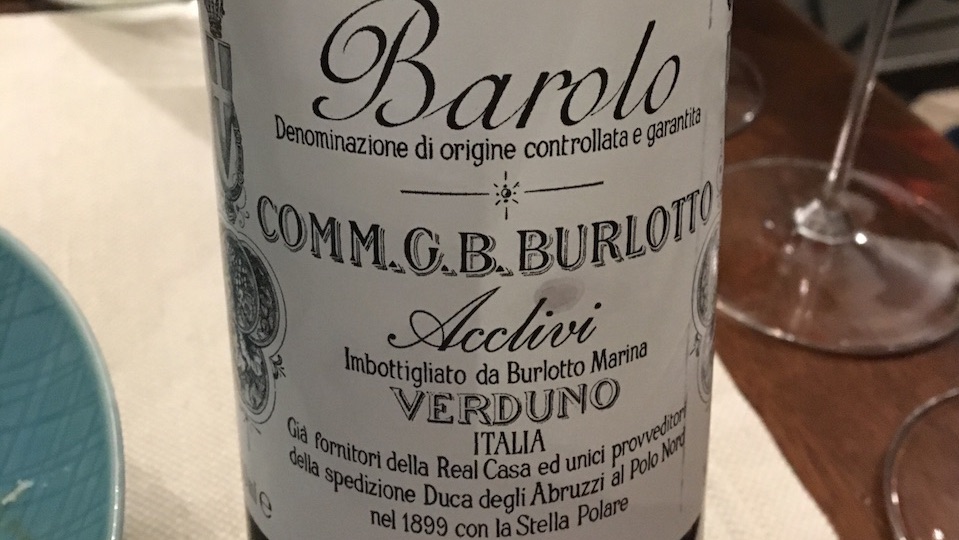 Barolo
Denominazione di origine controllata e garantita
COMM. G. B. BURLOTTO
Acclivi
Imbottigliato da Burlotto Marina
VERDUNO
ITALIA
Già fornitori della Real Casa ed unici provveditori
della spedizione Duca degli Abruzzi al Polo Nord
nel 1899 con la Stella Polare